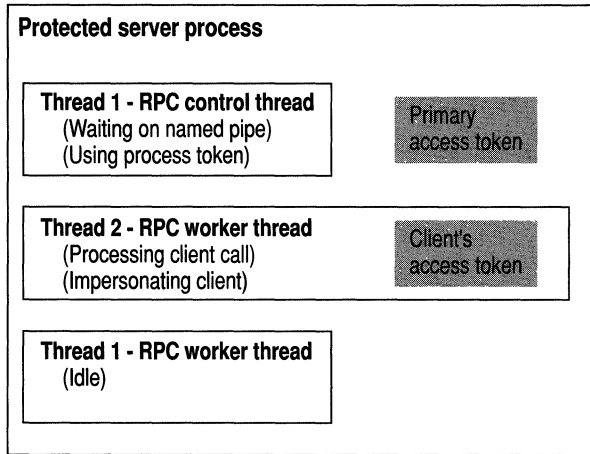 Protected server process
Thread 1 - RPC control thread
(Waiting on named pipe)
(Using process token)
Primary
access token
Thread 2 - RPC worker thread
(Processing client call)
(Impersonating client)
Client's
access token
Thread 1 - RPC worker thread
(Idle)